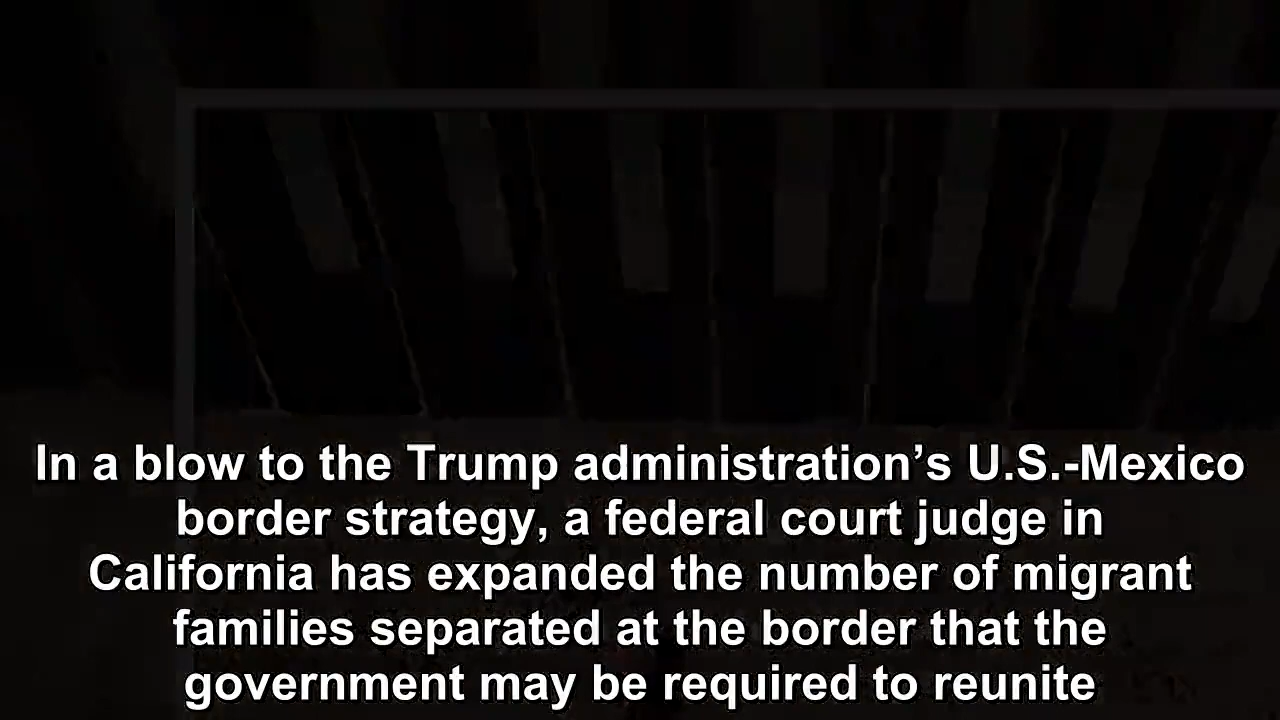 In a blow to the Trump administration’s U.S.-Mexico
border strategy, a federal court judge in
California has expanded the number of migrant
families separated at the border that the
government may be required to reunite